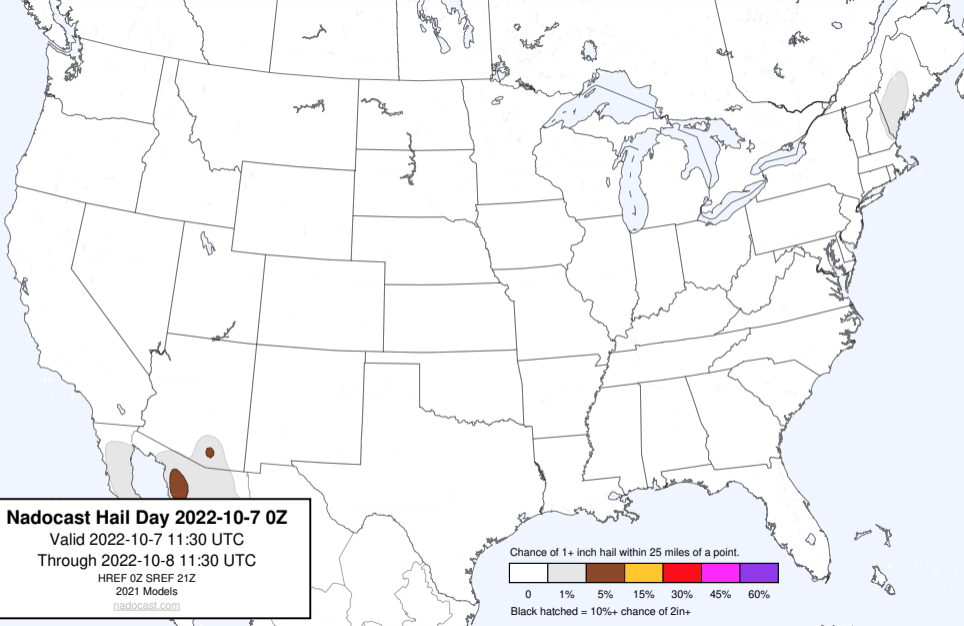 Nadocast Hail Day 2022-10-7 0Z
Valid 2022-10-7 11:30 UTC
Through 2022-10-8 11:30 UTC
HREF 0Z SREF 21Z
2021 Models
nadocast.com
Chance of 1+ inch hail within 25 miles of a point.
0 1% 5% 15% 30% 45% 60%
Black hatched = 10%+ chance of 2in+